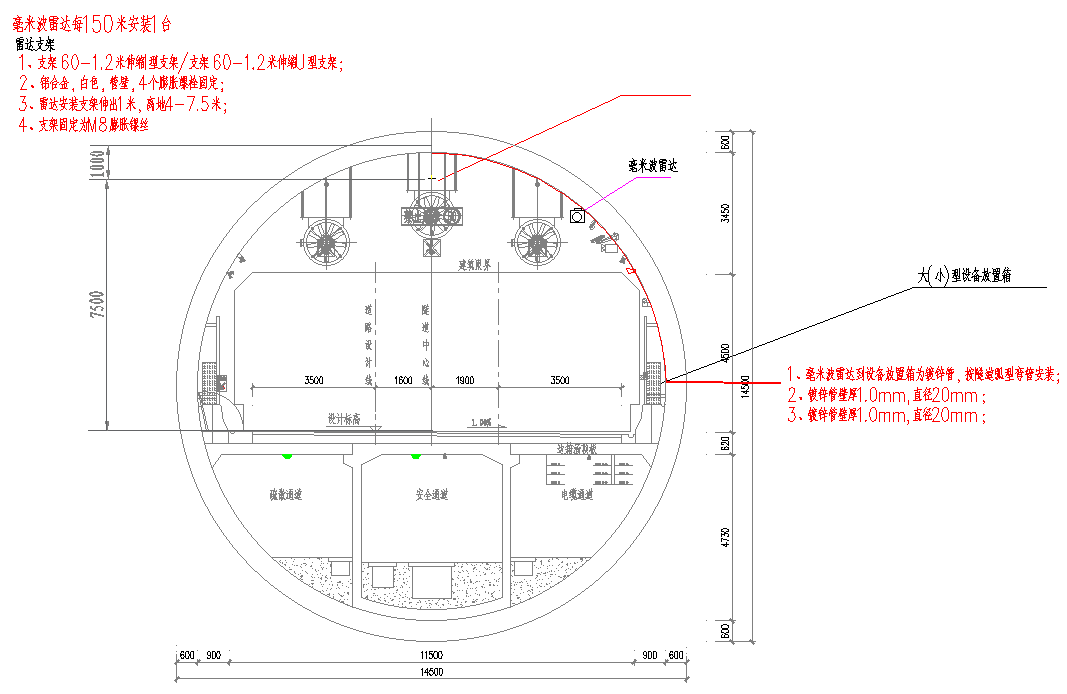 毫米波雷达每150米安装1台
雷达支架
1、支架60-1.2米伸缩I型支架/支架60-1.2米伸缩J型支架；
2、铝合金，白色，管壁，4个膨胀螺栓固定；
3、雷达安装支架伸出1米，离地4-7.5米；
4、支架固定为M8膨胀镙丝
毫米波雷达
大(小)型设备放置箱
1、毫米波雷达到设备放置箱为镀锌管，按隧道弧型弯管安装；
2、镀锌管壁厚1.0mm,直径20mm；
3、镀锌管壁厚1.0mm,直径20mm；
1000
7500
建筑限界
道路设计线
隧道中心线
3500
1600
1900
3500
设计标高
疏散通道
安全通道
电缆通道
600
3450
4500
14500
620
4730
600
600
900
11500
900
600
14500